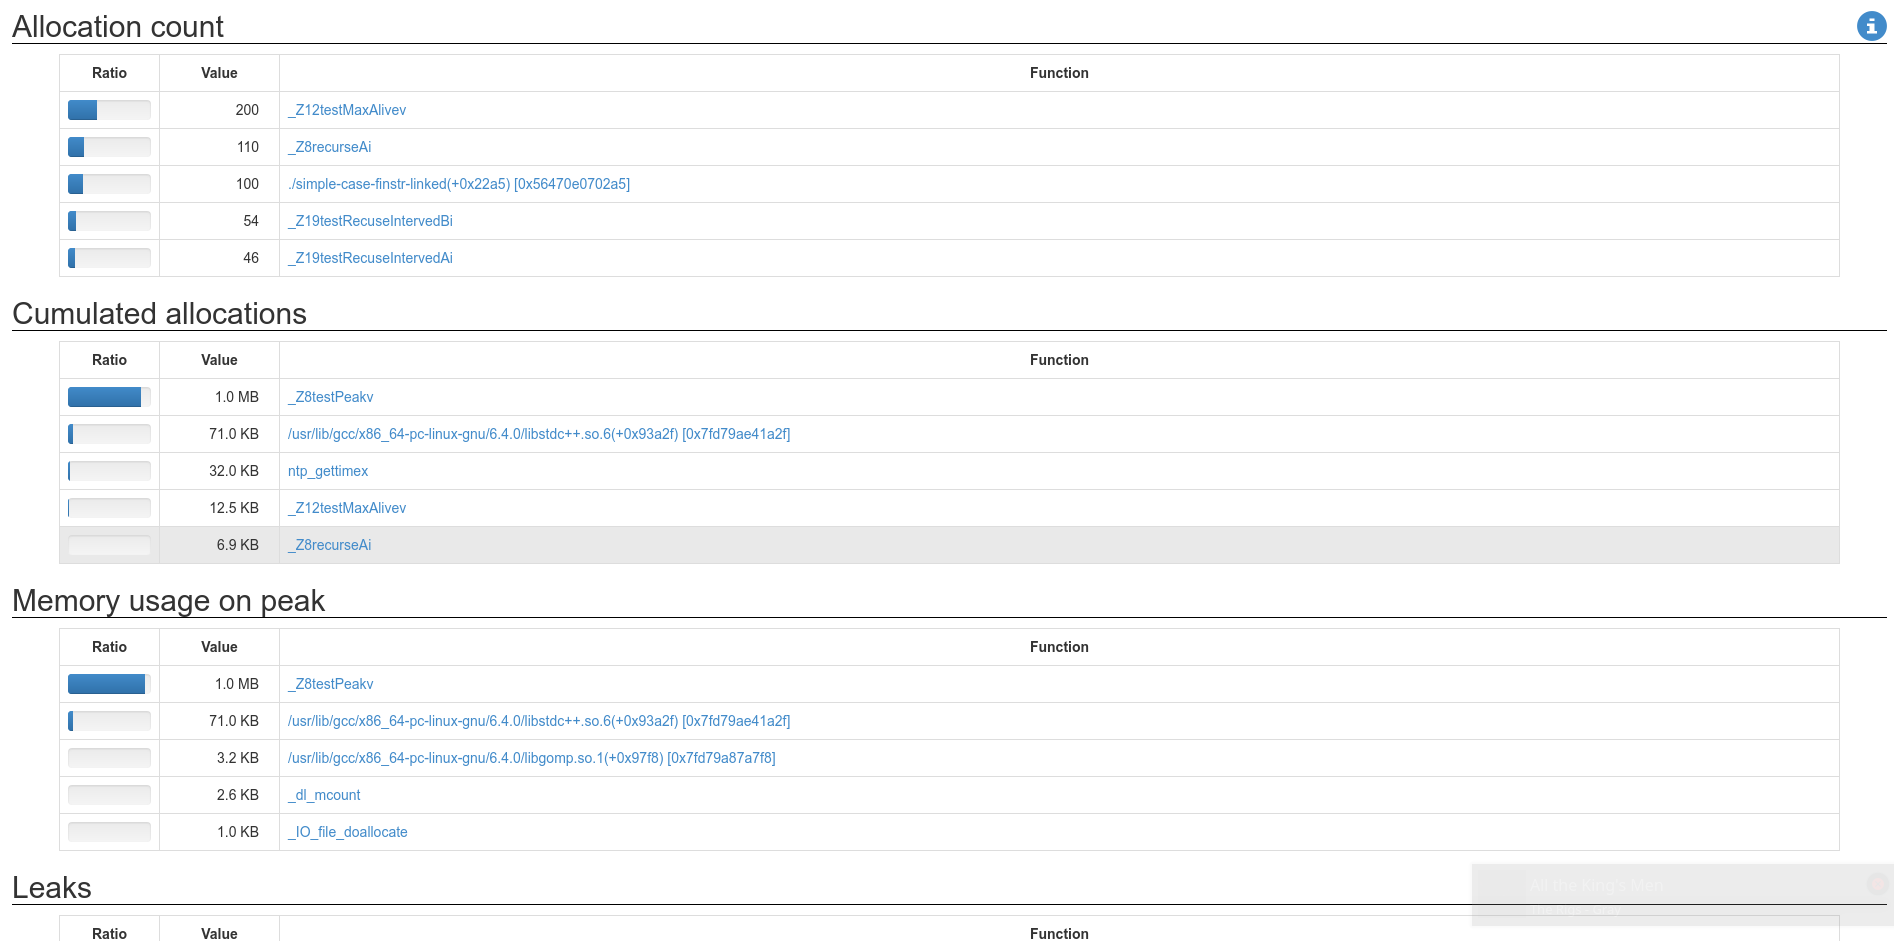 Allocation count
Ratio Value Function
200 _Z12testMaxAlivev
110 _Z8recurseAi
100 ./simple-case-finstr-linked(+0x22a5) [0x56470e0702a5]
54 _Z19testRecuseIntervedBi
46 _Z19testRecuseIntervedAi
Cumulated allocations
Ratio Value Function
1.0 MB _Z8testPeakv
71.0 KB /usr/lib/gcc/x86_64-pc-linux-gnu/6.4.0/libstdc++.so.6(+0x93a2f) [0x7fd79ae41a2f]
32.0 KB ntp_gettimex
12.5 KB _Z12testMaxAlivev
6.9 KB _Z8recurseAi
Memory usage on peak
Ratio Value Function
1.0 MB _Z8testPeakv
71.0 KB /usr/lib/gcc/x86_64-pc-linux-gnu/6.4.0/libstdc++.so.6(+0x93a2f) [0x7fd79ae41a2f]
3.2 KB /usr/lib/gcc/x86_64-pc-linux-gnu/6.4.0/libgomp.so.1(+0x97f8) [0x7fd79a87a7f8]
2.6 KB _dl_mcount
1.0 KB _IO_file_doallocate
Leaks
All the King's Men
Ratio Value Function